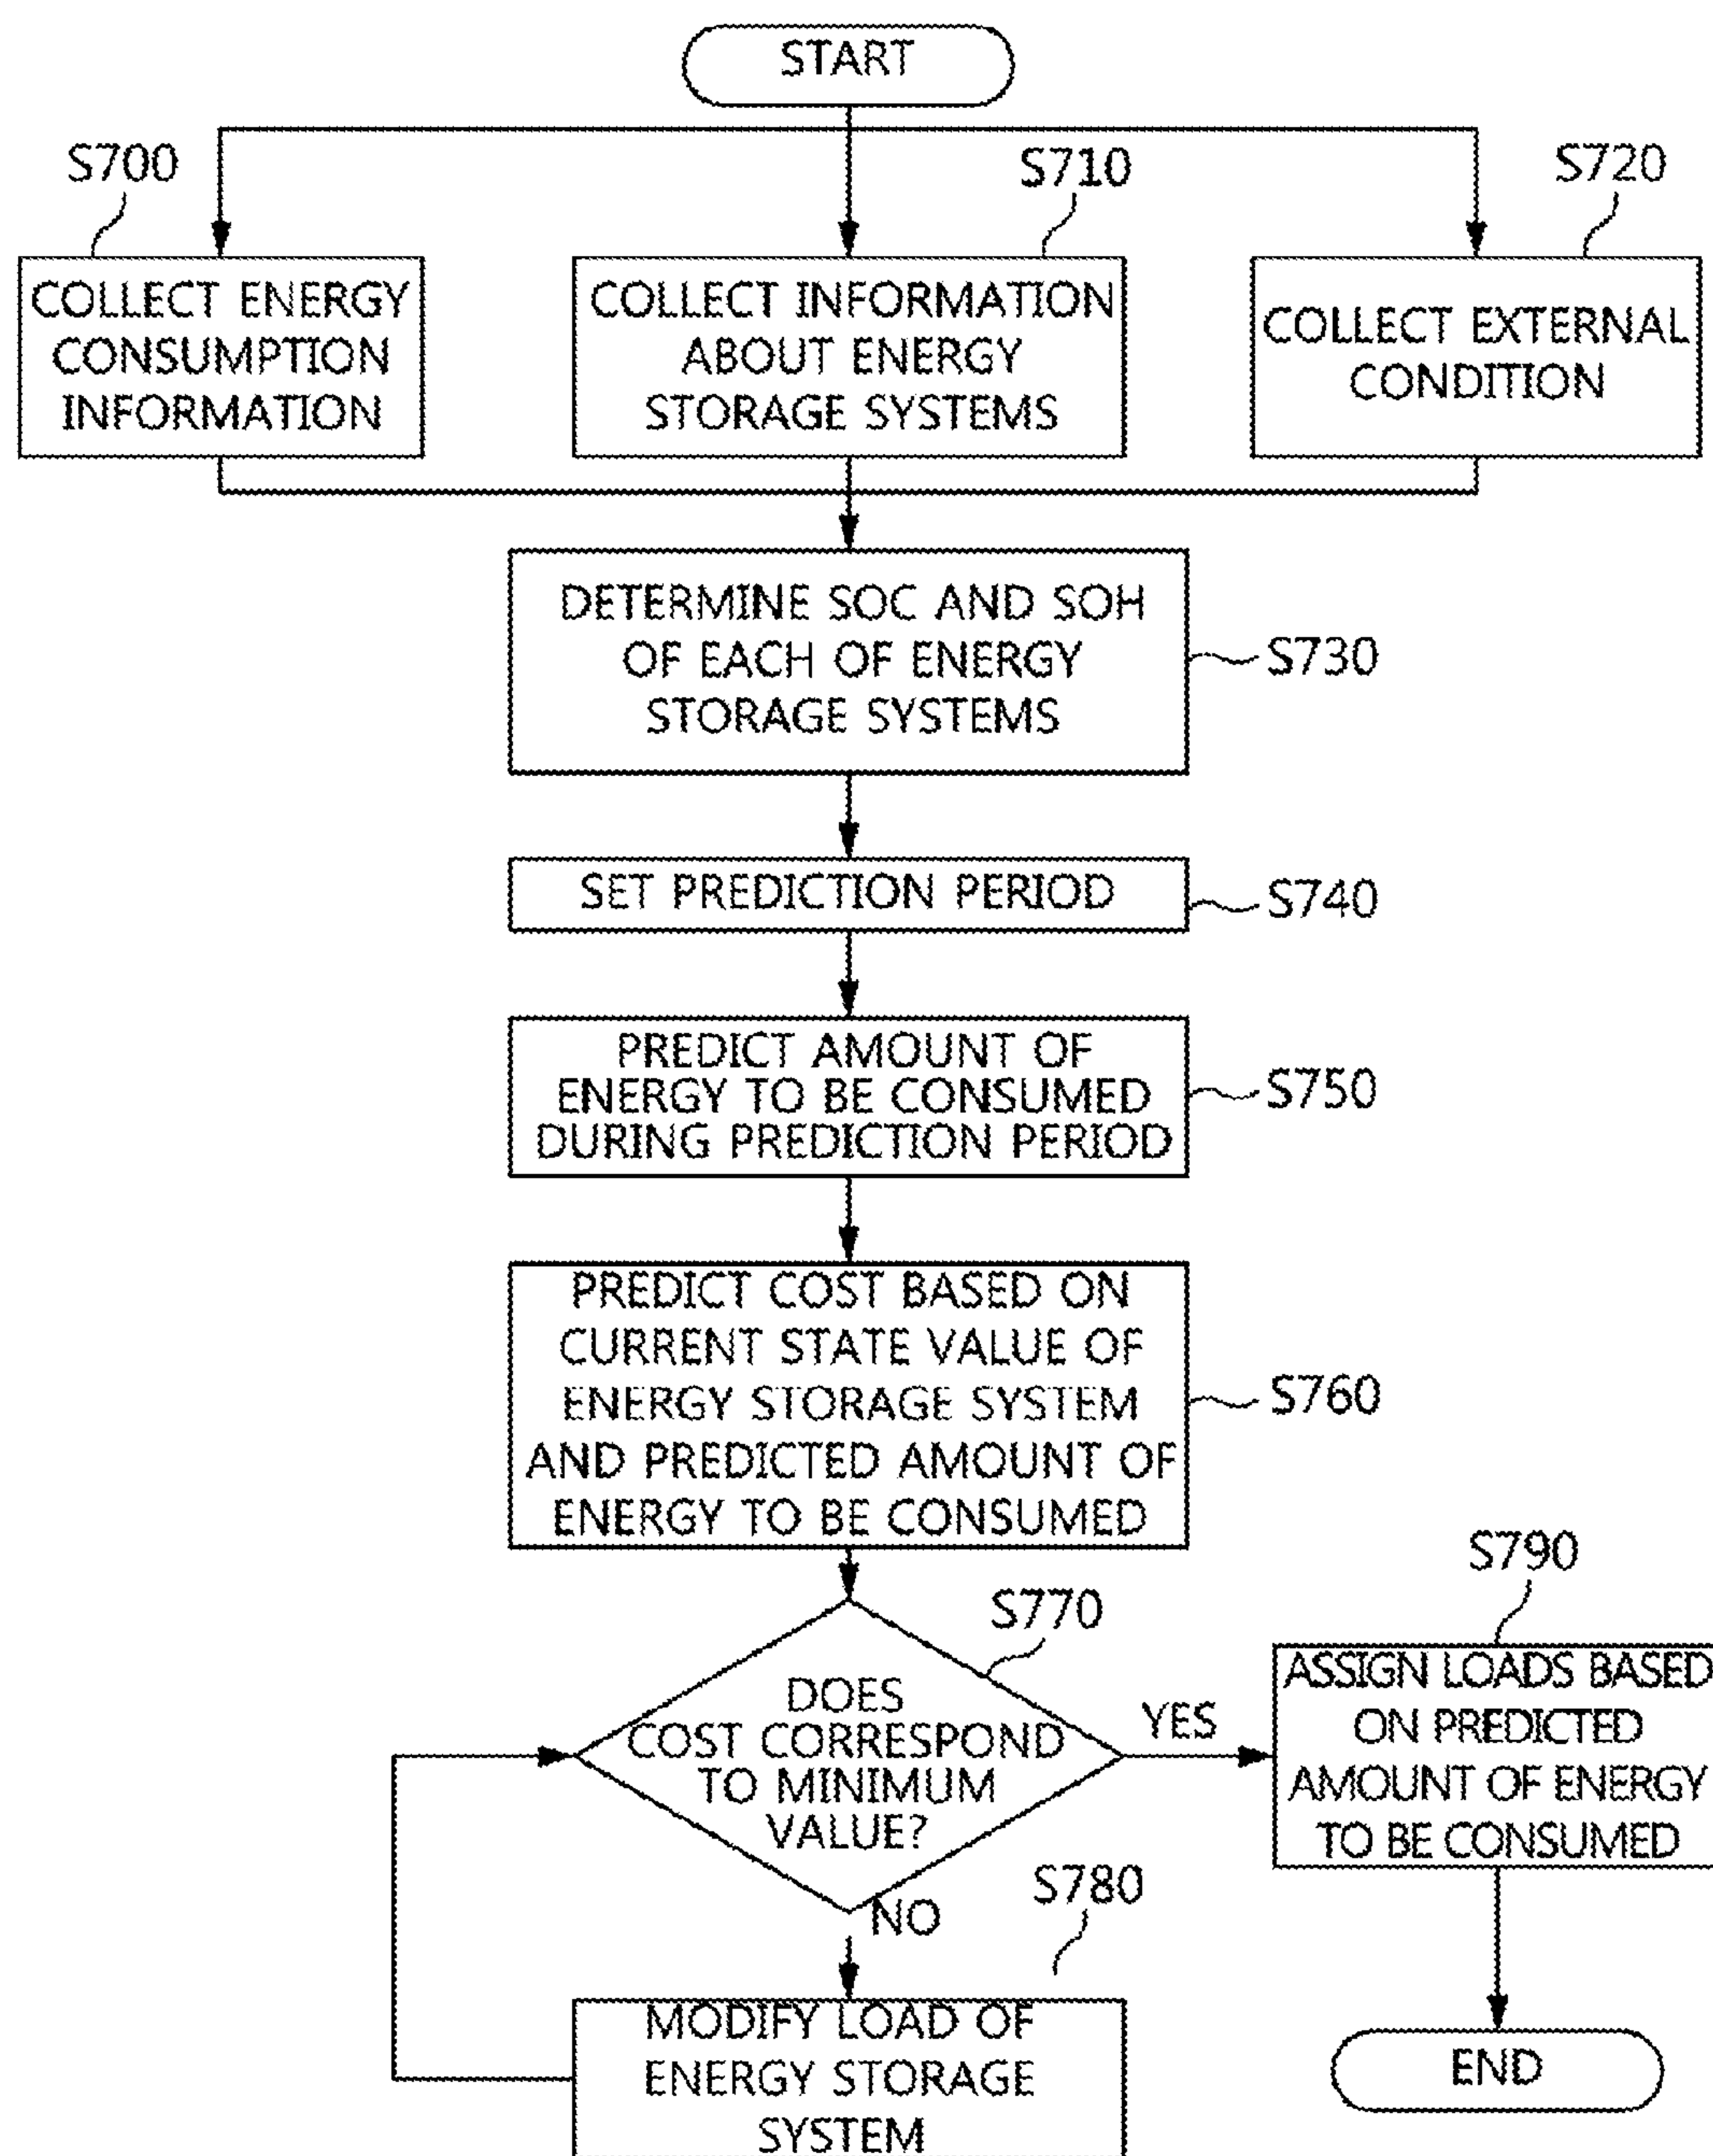 START
S700
S710
S720
COLLECT ENERGY
CONSUMPTION
INFORMATION
COLLECT INFORMATION
ABOUT ENERGY
STORAGE SYSTEMS
COLLECT EXTERNAL
CONDITION
DETERMINE SOC AND SOH
OF EACH OF ENERGY
STORAGE SYSTEMS
S730
SET PREDICTION PERIOD
S740
PREDICT AMOUNT OF
ENERGY TO BE CONSUMED
DURING PREDICTION PERIOD
S750
PREDICT COST BASED ON
CURRENT STATE VALUE OF
ENERGY STORAGE SYSTEM
AND PREDICTED AMOUNT OF
ENERGY TO BE CONSUMED
S760
S770
DOES
COST CORRESPOND
TO MINIMUM
VALUE?
YES
S790
ASSIGN LOADS BASED
ON PREDICTED
AMOUNT OF ENERGY
TO BE CONSUMED
NO
S780
MODIFY LOAD OF
ENERGY STORAGE
SYSTEM
END